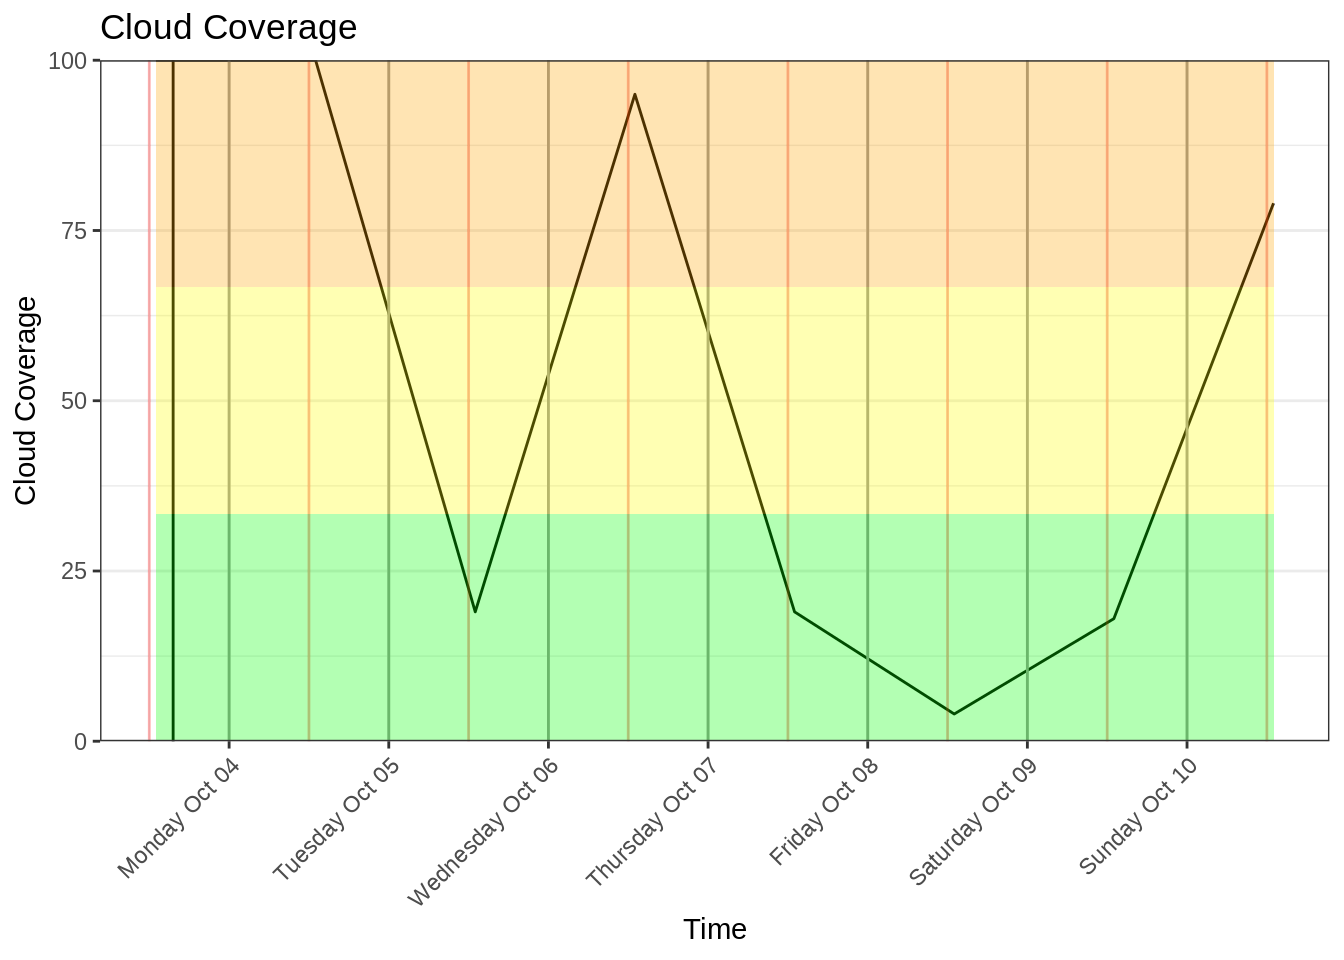 Cloud Coverage
100
75
50
25
0
Cloud Coverage
Monday Oct 04
Tuesday Oct 05
Wednesday Oct 06
Thursday Oct 07
Friday Oct 08
Saturday Oct 09
Sunday Oct 10
Time